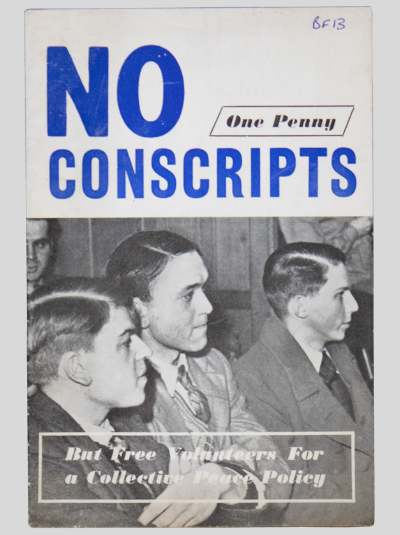 BF13
NO
One Penny
CONSCRIPTS
But Free Volunteers For
a Collective Peace Policy